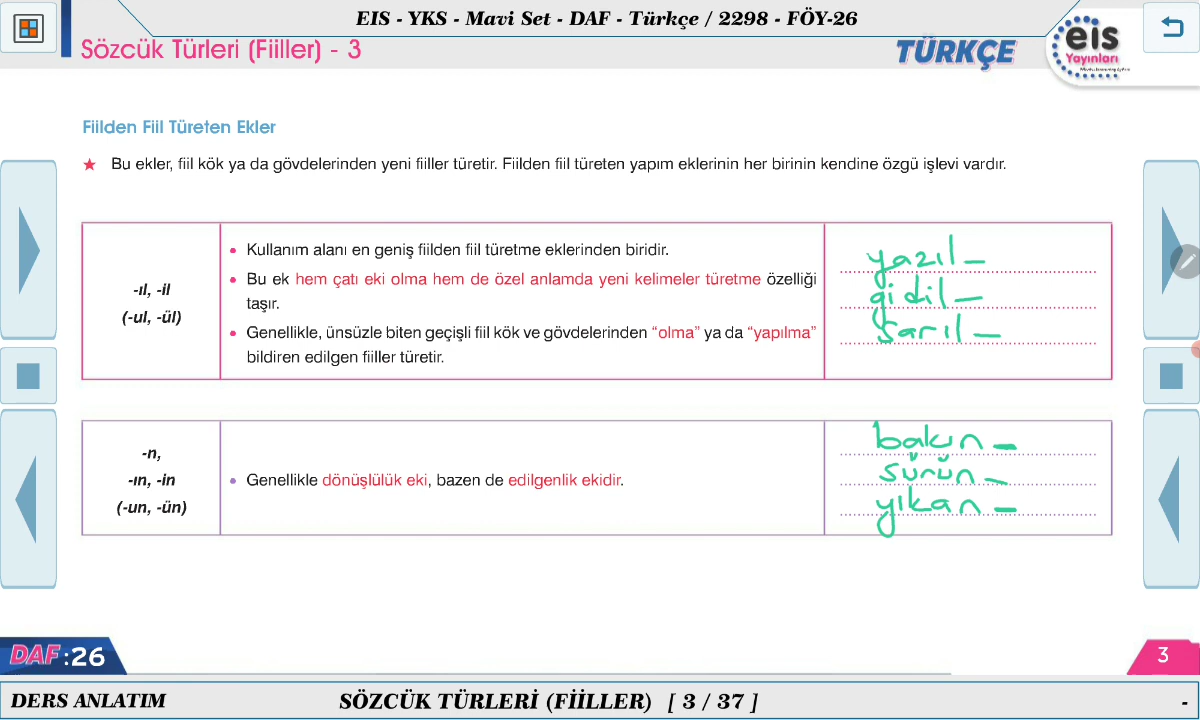 EIS - YKS - Mavi Set - DAF - Türkçe / 2298 - FÖY-26
Sözcük Türleri (Fiiller) - 3
TÜRKÇE
eis
Yayınları
Fiilden Fiil Türeten Ekler
★ Bu ekler, fiil kök ya da gövdelerinden yeni fiiller türetir. Fiilden fiil türeten yapım eklerinin her birinin kendine özgü işlevi vardır.
-ıl, -il
(-ul, -ül)
• Kullanım alanı en geniş fiilden fiil türetme eklerinden biridir.
• Bu ek hem çatı eki olma hem de özel anlamda yeni kelimeler türetme özelliği
taşır.
• Genellikle, ünsüzle biten geçişli fiil kök ve gövdelerinden “olma” ya da “yapılma”
bildiren edilgen fiiller türetir.
yazıl –
gidil –
sarıl –
-n,
-ın, -in
(-un, -ün)
• Genellikle dönüşlülük eki, bazen de edilgenlik ekidir.
bakın –
sürün –
yıkan –
DAF :26
3
DERS ANLATIM
SÖZCÜK TÜRLERİ (FİİLLER) [ 3 / 37 ]
-